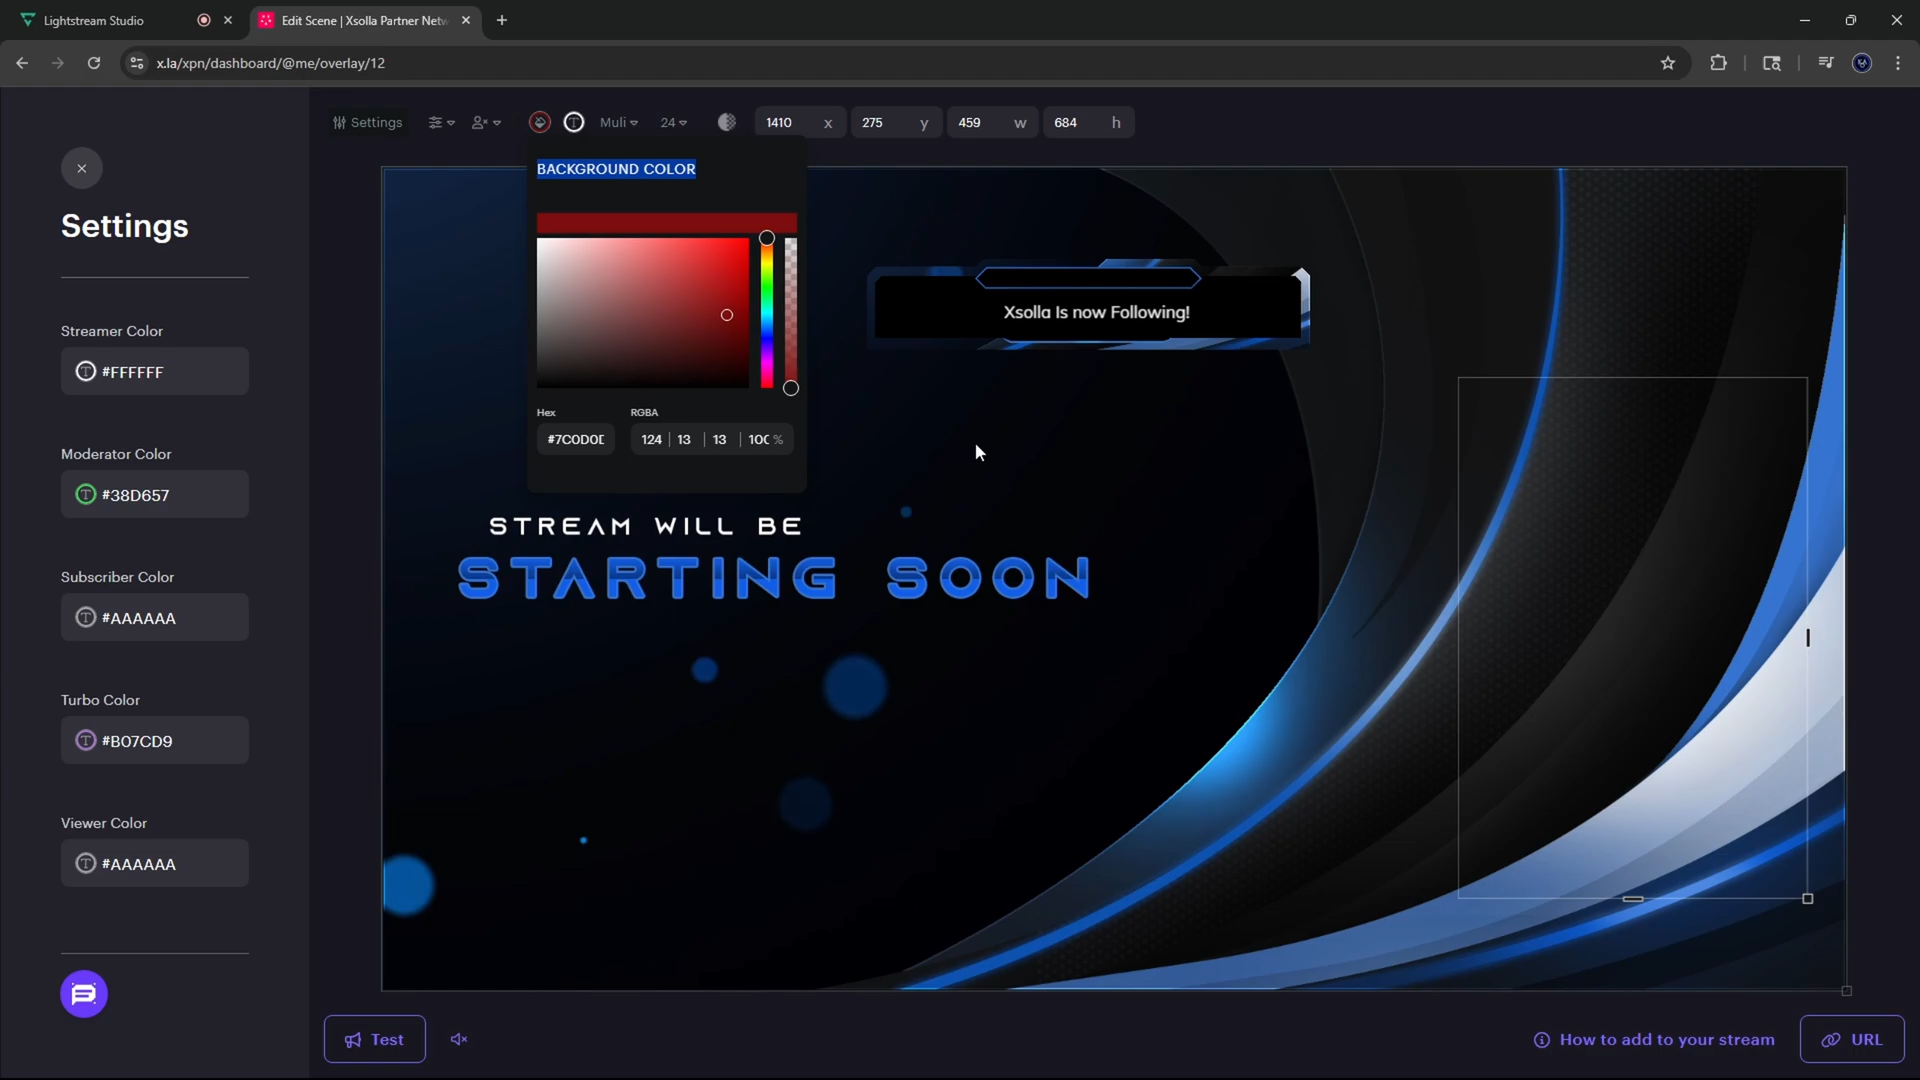 Lightstream Studio
Edit Scene | Xsolla Partner Netw
x.la/xpn/dashboard/@me/overlay/12
Settings
Muli
24
1410 x
275 y
459 w
684 h
Settings
Streamer Color
#FFFFFF
Moderator Color
#38D657
Subscriber Color
#AAAAAA
Turbo Color
#B07CD9
Viewer Color
#AAAAAA
BACKGROUND COLOR
Hex
RGBA
#7C0D0D
124 | 13 | 13 | 100 %
Xsolla Is now Following!
STREAM WILL BE
STARTING SOON
Test
How to add to your stream
URL